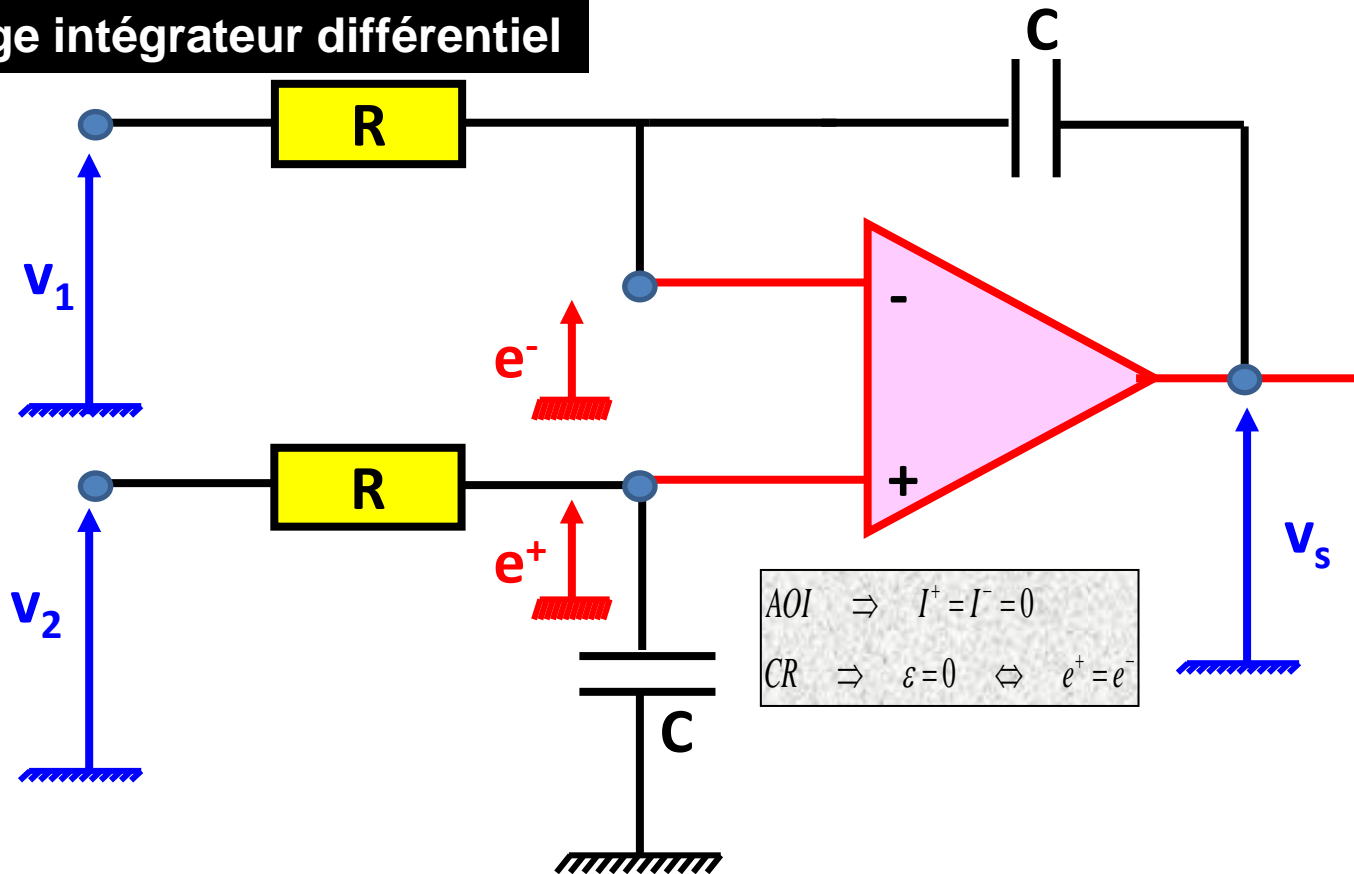 ge intégrateur différentiel
C
R
v₁
e⁻
-
R
+
e⁺
v₂
vₛ
AOI ⇒ I⁺ = I⁻ = 0
CR ⇒ ε = 0 ⇔ e⁺ = e⁻
C